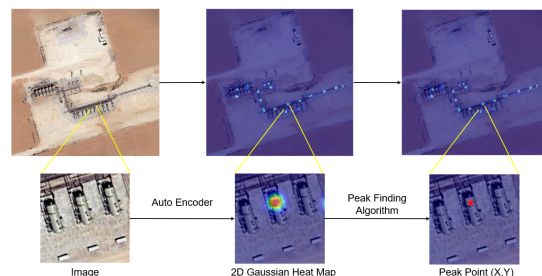 Auto Encoder
Peak Finding
Algorithm
Image
2D Gaussian Heat Map
Peak Point (X,Y)